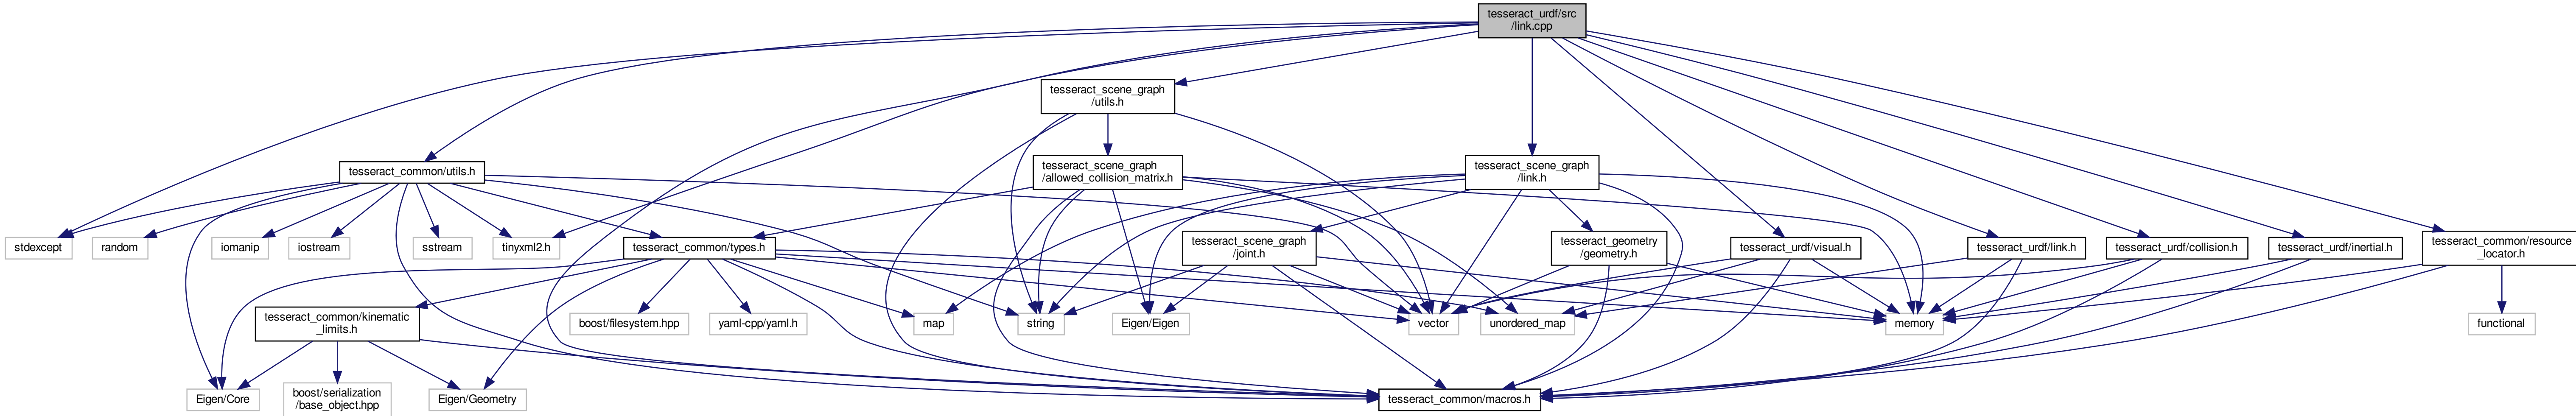 tesseract_urdf/src
/link.cpp
tesseract_scene_graph
/utils.h
tesseract_common/utils.h
tesseract_scene_graph
/allowed_collision_matrix.h
tesseract_scene_graph
/link.h
stdexcept
random
iomanip
iostream
sstream
tinyxml2.h
tesseract_common/types.h
tesseract_scene_graph
/joint.h
tesseract_geometry
/geometry.h
tesseract_urdf/visual.h
tesseract_urdf/link.h
tesseract_urdf/collision.h
tesseract_urdf/inertial.h
tesseract_common/resource
_locator.h
tesseract_common/kinematic
_limits.h
boost/filesystem.hpp
yaml-cpp/yaml.h
map
string
Eigen/Eigen
vector
unordered_map
memory
functional
Eigen/Core
boost/serialization
/base_object.hpp
Eigen/Geometry
tesseract_common/macros.h